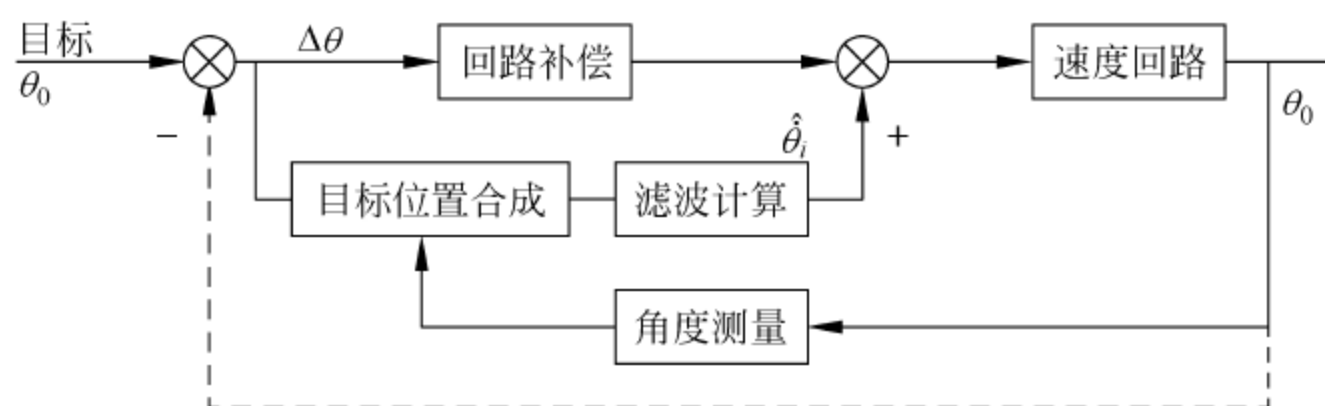 目标
θ₀
Δθ
回路补偿
速度回路
θ₀
−
+
θ̇̂ᵢ
目标位置合成
滤波计算
角度测量